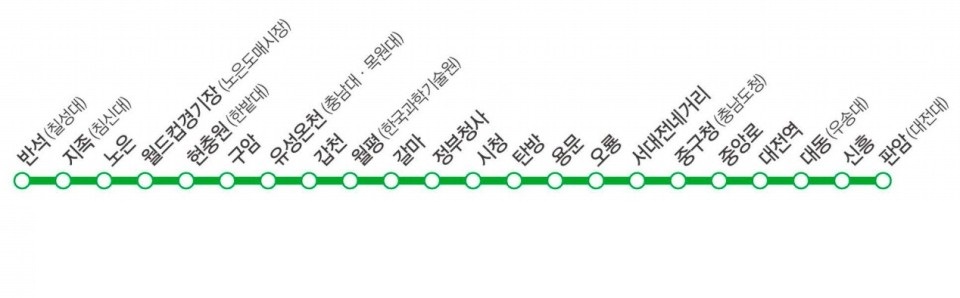 반석 (칠성대)
지족 (침신대)
노은
월드컵경기장 (노은도매시장)
현충원 (한밭대)
구암
유성온천 (충남대 · 목원대)
갑천
월평 (한국과학기술원)
갈마
정부청사
시청
탄방
용문
오룡
서대전네거리
중구청 (충남도청)
중앙로
대전역
대동 (우송대)
신흥
판암 (대전대)